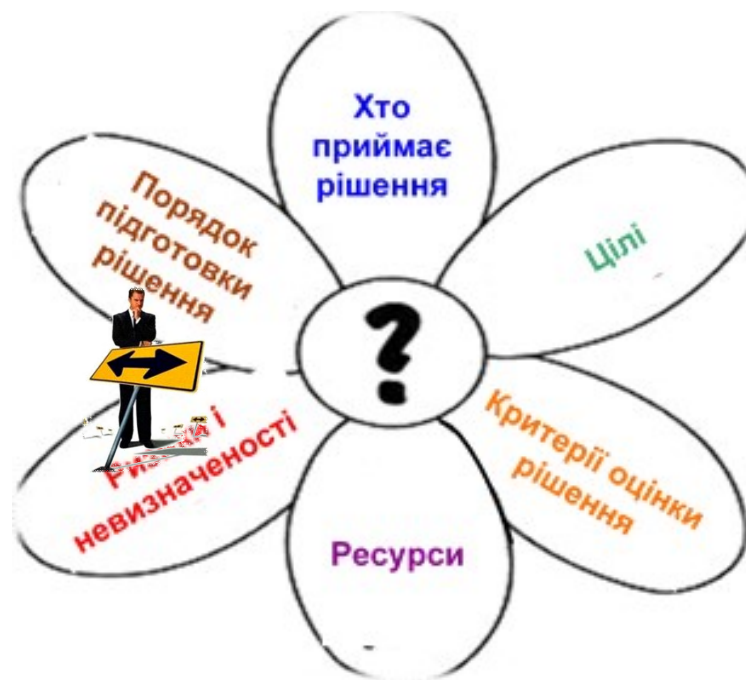 Хто
приймає
рішення
Цілі
Критерії оцінки
рішення
Ресурси
і
невизначеності
Порядок
підготовки
рішення
?